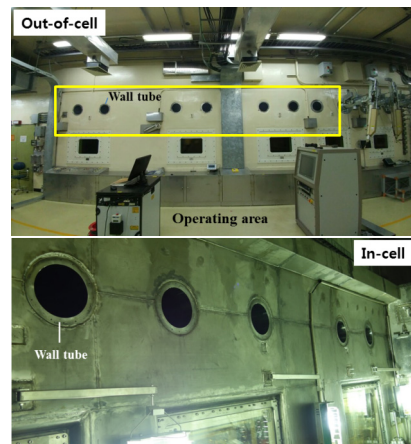 Out-of-cell
Wall tube
Operating area
In-cell
Wall tube